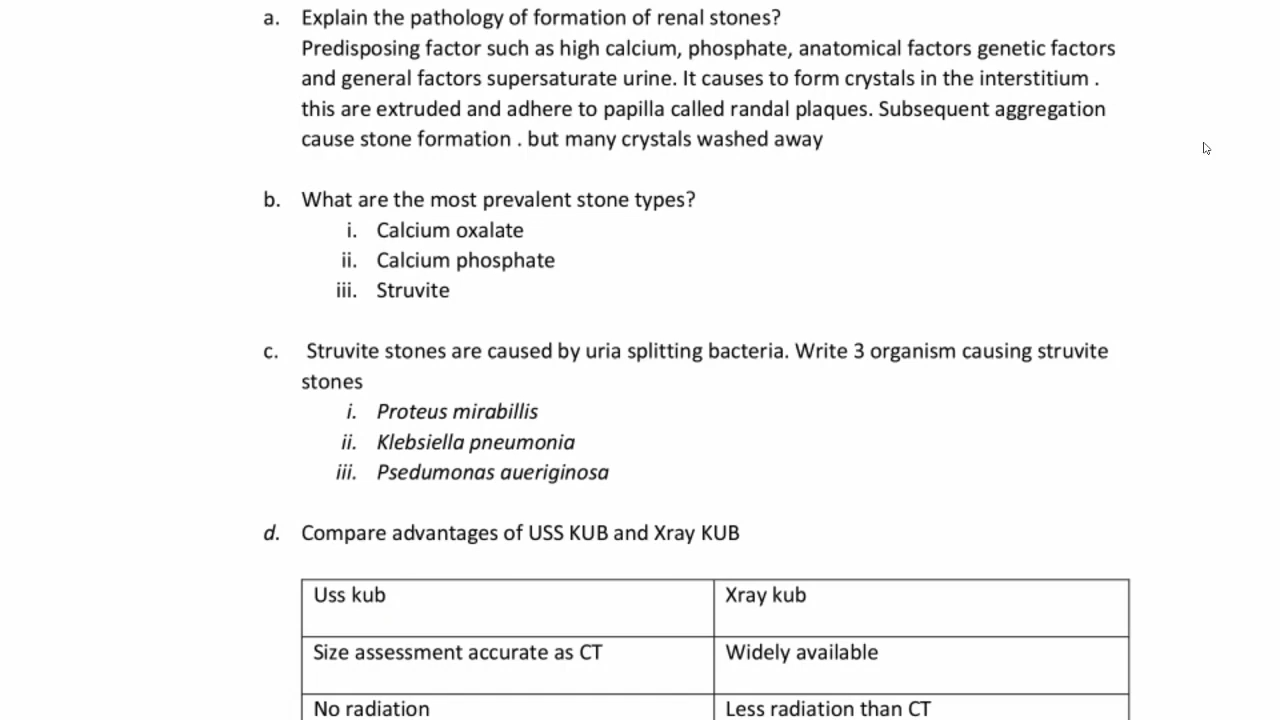 a. Explain the pathology of formation of renal stones?
Predisposing factor such as high calcium, phosphate, anatomical factors genetic factors
and general factors supersaturate urine. It causes to form crystals in the interstitium .
this are extruded and adhere to papilla called randal plaques. Subsequent aggregation
cause stone formation . but many crystals washed away
b. What are the most prevalent stone types?
i. Calcium oxalate
ii. Calcium phosphate
iii. Struvite
c. Struvite stones are caused by uria splitting bacteria. Write 3 organism causing struvite
stones
i. Proteus mirabillis
ii. Klebsiella pneumonia
iii. Psedumonas aueriginosa
d. Compare advantages of USS KUB and Xray KUB
Uss kub Xray kub
Size assessment accurate as CT Widely available
No radiation Less radiation than CT